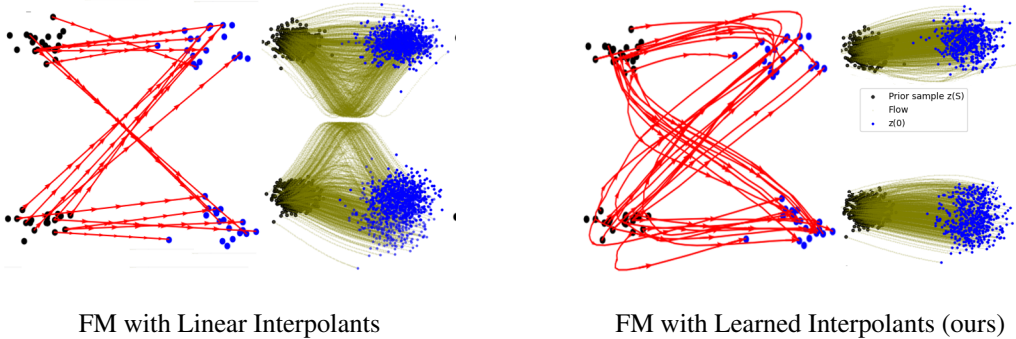 Prior sample z(S)
Flow
z(0)
FM with Linear Interpolants
FM with Learned Interpolants (ours)